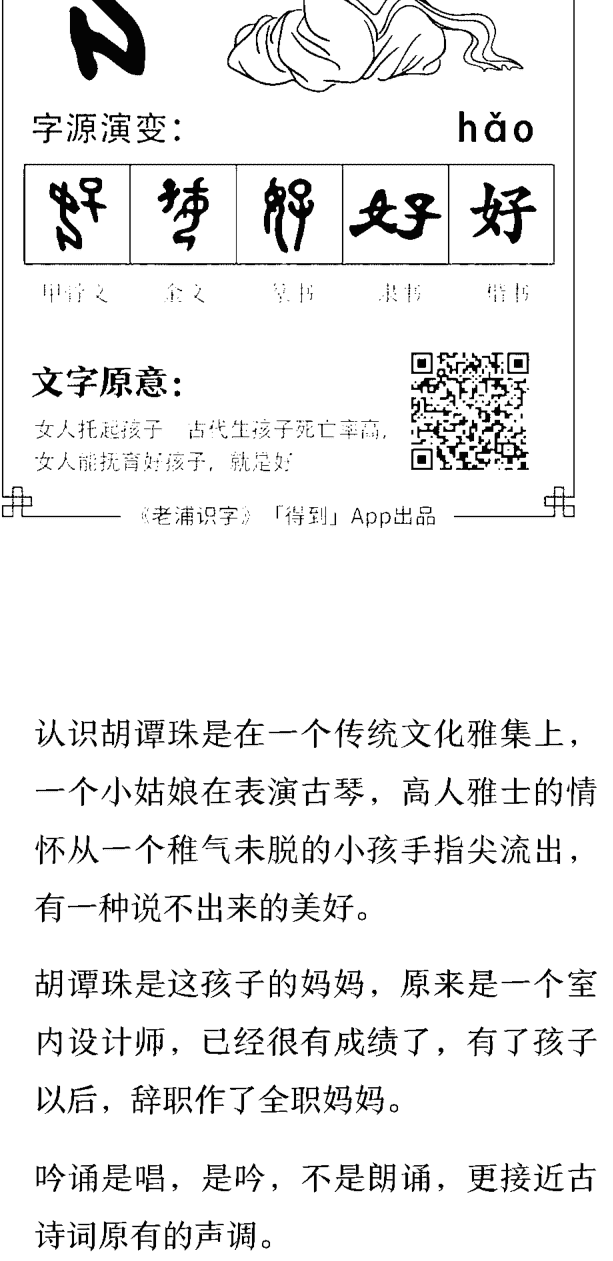 字源演变：
hǎo
好 好 好 好 好
甲骨文 金文 篆书 隶书 楷书
文字原意：
女人托起孩子 古代生孩子死亡率高，
女人能抚育好孩子，就是好
《老浦识字》「得到」App出品
认识胡谭珠是在一个传统文化雅集上，
一个小姑娘在表演古琴，高人雅士的情
怀从一个稚气未脱的小孩手指尖流出，
有一种说不出来的美好。
胡谭珠是这孩子的妈妈，原来是一个室
内设计师，已经很有成绩了，有了孩子
以后，辞职作了全职妈妈。
吟诵是唱，是吟，不是朗诵，更接近古
诗词原有的声调。